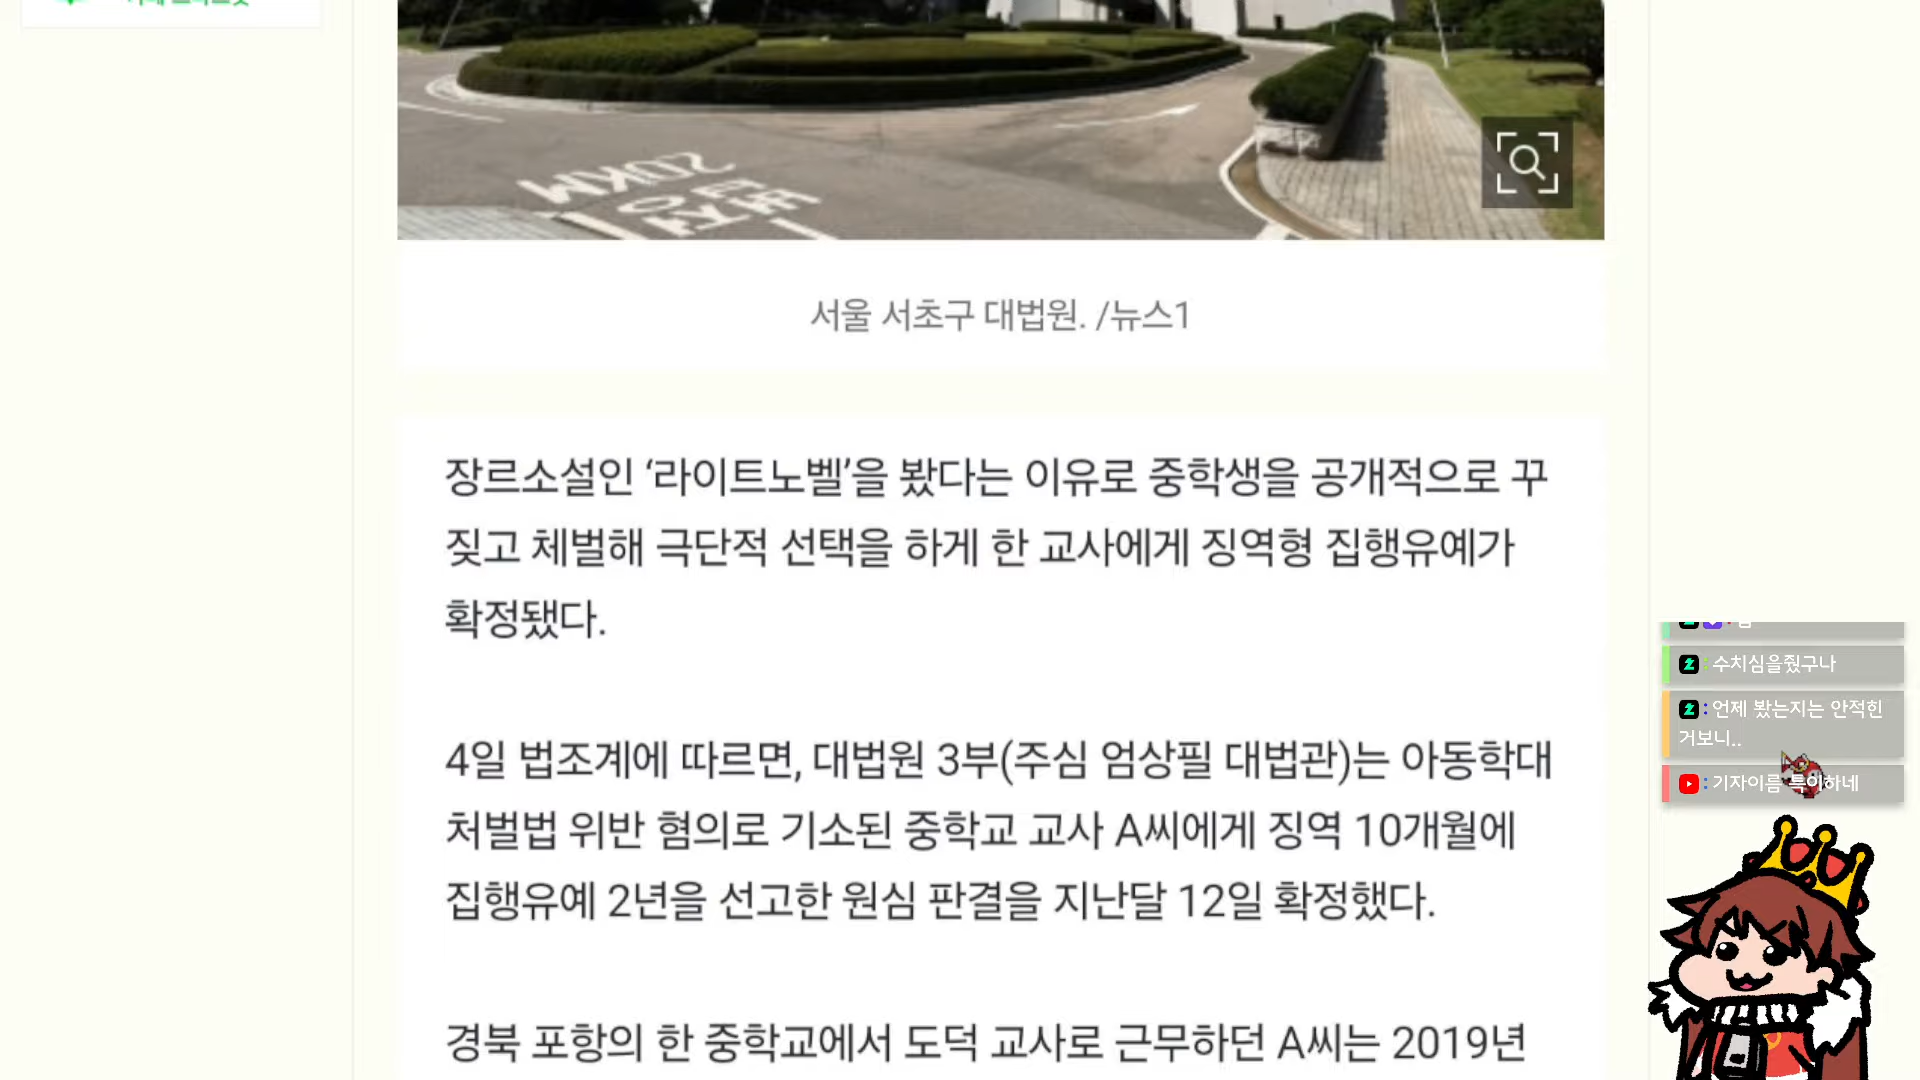 20KM
서울 서초구 대법원. /뉴스1
장르소설인 ‘라이트노벨’을 봤다는 이유로 중학생을 공개적으로 꾸
짖고 체벌해 극단적 선택을 하게 한 교사에게 징역형 집행유예가
확정됐다.
4일 법조계에 따르면, 대법원 3부(주심 엄상필 대법관)는 아동학대
처벌법 위반 혐의로 기소된 중학교 교사 A씨에게 징역 10개월에
집행유예 2년을 선고한 원심 판결을 지난달 12일 확정했다.
경북 포항의 한 중학교에서 도덕 교사로 근무하던 A씨는 2019년
: 수치심을줬구나
: 언제 봤는지는 안적힌
거보니..
: 기자이름 특이하네